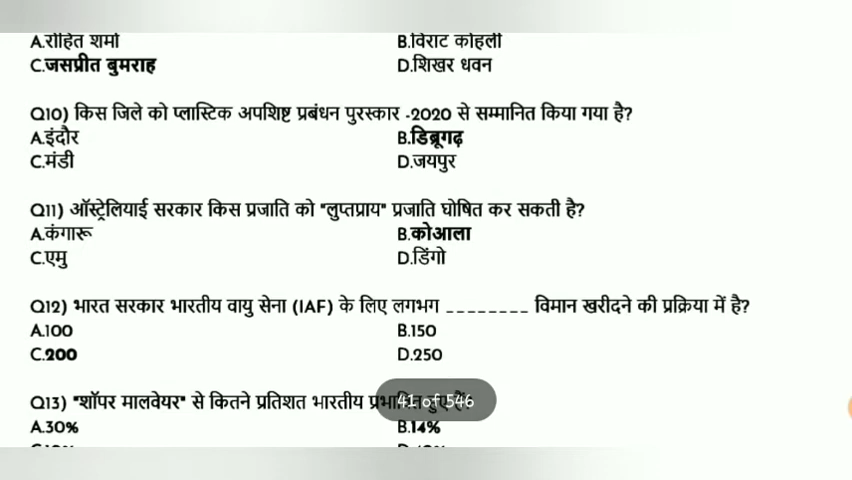 A.रोहित शर्मा B.विराट कोहली
C.जसप्रीत बुमराह D.शिखर धवन
Q10) किस जिले को प्लास्टिक अपशिष्ट प्रबंधन पुरस्कार -2020 से सम्मानित किया गया है?
A.इंदौर B.डिब्रूगढ़
C.मंडी D.जयपुर
Q11) ऑस्ट्रेलियाई सरकार किस प्रजाति को "लुप्तप्राय" प्रजाति घोषित कर सकती है?
A.कंगारू B.कोआला
C.एमु D.डिंगो
Q12) भारत सरकार भारतीय वायु सेना (IAF) के लिए लगभग ________ विमान खरीदने की प्रक्रिया में है?
A.100 B.150
C.200 D.250
Q13) "शॉपर मालवेयर" से कितने प्रतिशत भारतीय
41 of 546
A.30% B.14%